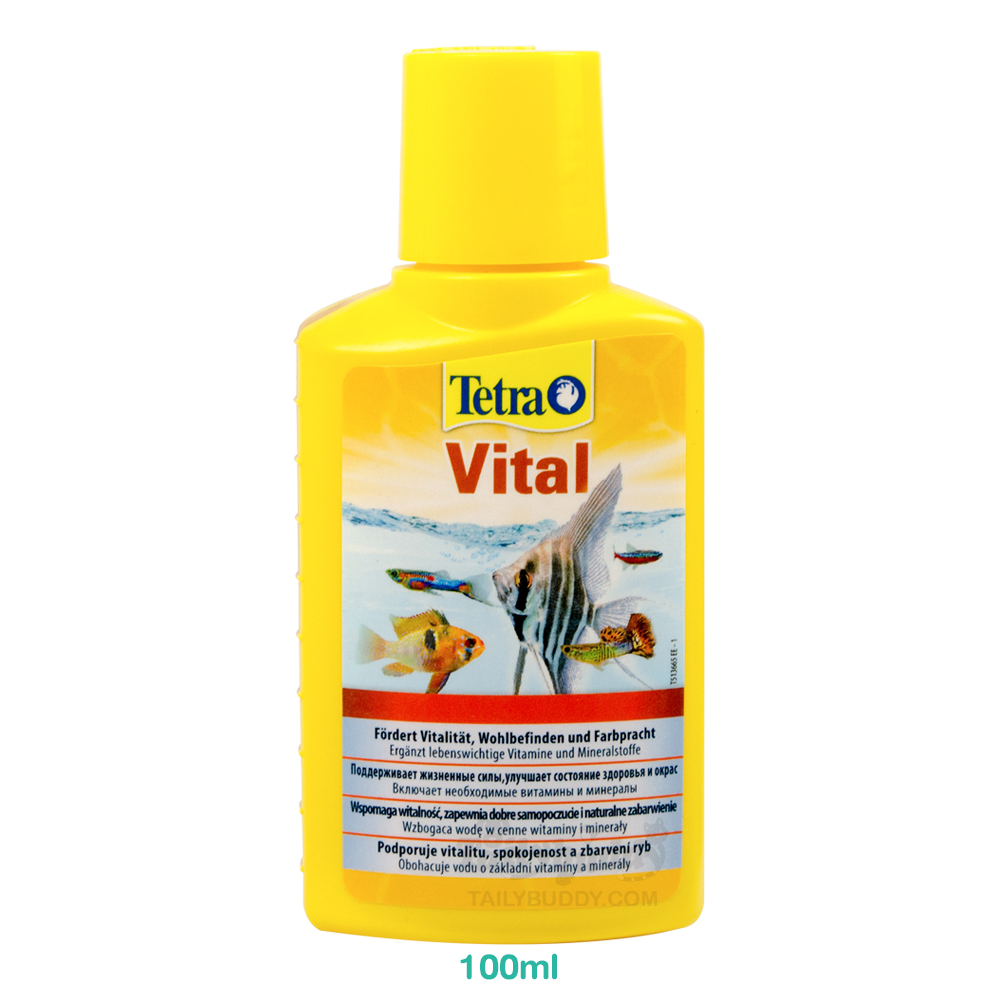 Tetra
Vital
T513665 EE - 1
Fördert Vitalität, Wohlbefinden und Farbpracht
Ergänzt lebenswichtige Vitamine und Mineralstoffe
Поддерживает жизненные силы,улучшает состояние здоровья и окрас
Включает необходимые витамины и минералы
Wspomaga witalność, zapewnia dobre samopoczucie i naturalne zabarwienie
Wzbogaca wodę w cenne witaminy i minerały
Podporuje vitalitu, spokojenost a zbarvení ryb
Obohacuje vodu o základní vitamíny a minerály
TAILYBUDDY.COM
100ml